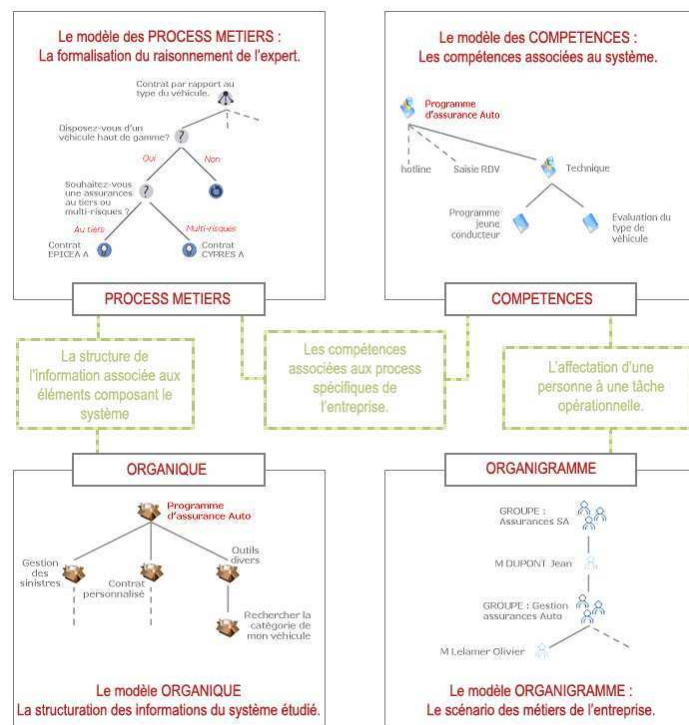 Le modèle des PROCESS METIERS :
La formalisation du raisonnement de l'expert.
Contrat par rapport au
type du véhicule.
Disposez-vous d'un
véhicule haut de gamme?
?
Oui
Non
Souhaitez-vous
une assurances
au tiers ou
multi-risques ?
?
Au tiers
Multi-risques
Contrat
EPICEA A
Contrat
CYPRES A
PROCESS METIERS
Le modèle des COMPETENCES :
Les compétences associées au système.
Programme
d'assurance Auto
hotline
Saisie RDV
Technique
Programme
jeune
conducteur
Evaluation du
type de
véhicule
COMPETENCES
La structure de
l'information associée aux
éléments composant le
système
Les compétences
associées aux process
spécifiques de
l'entreprise.
L'affectation d'une
personne à une tâche
opérationnelle.
ORGANIQUE
Programme
d'assurance Auto
Gestion
des
sinistres
Contrat
personnalisé
Outils
divers
Rechercher la
catégorie de
mon véhicule
Le modèle ORGANIQUE
La structuration des informations du système étudié.
ORGANIGRAMME
GROUPE :
Assurances SA
M DUPONT Jean
GROUPE : Gestion
assurances Auto
M Lelamer Olivier
Le modèle ORGANIGRAMME :
Le scénario des métiers de l'entreprise.